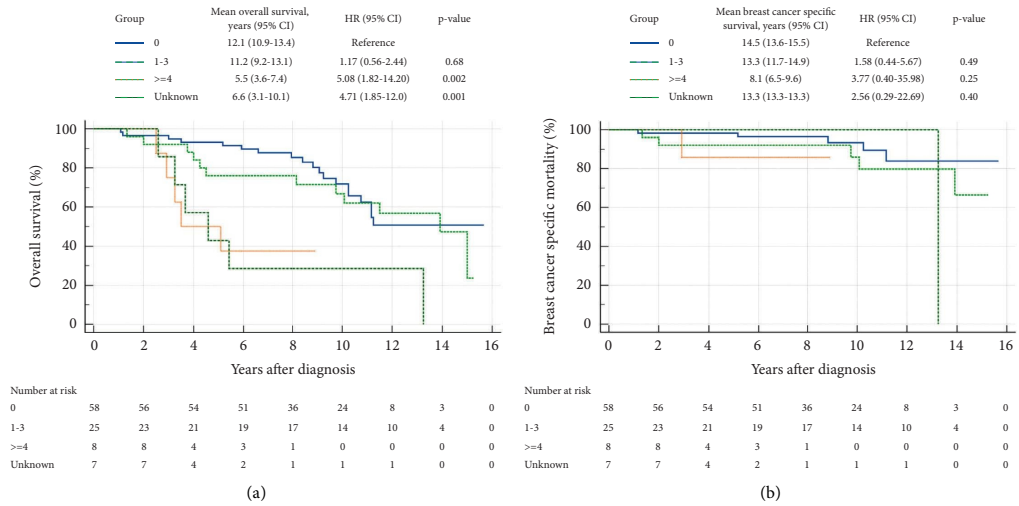 Group Mean overall survival, years (95% CI) HR (95% CI) p-value
0 12.1 (10.9-13.4) Reference
1-3 11.2 (9.2-13.1) 1.17 (0.56-2.44) 0.68
>=4 5.5 (3.6-7.4) 5.08 (1.82-14.20) 0.002
Unknown 6.6 (3.1-10.1) 4.71 (1.85-12.0) 0.001
Overall survival (%)
100
80
60
40
20
0
0 2 4 6 8 10 12 14 16
Years after diagnosis
Number at risk
0 58 56 54 51 36 24 8 3 0
1-3 25 23 21 19 17 14 10 4 0
>=4 8 8 4 3 1 0 0 0 0
Unknown 7 7 4 2 1 1 1 0 0
(a)
Group Mean breast cancer specific survival, years (95% CI) HR (95% CI) p-value
0 14.5 (13.6-15.5) Reference
1-3 13.3 (11.7-14.9) 1.58 (0.44-5.67) 0.49
>=4 8.1 (6.5-9.6) 3.77 (0.40-35.98) 0.25
Unknown 13.3 (13.3-13.3) 2.56 (0.29-22.69) 0.40
Breast cancer specific mortality (%)
100
80
60
40
20
0
0 2 4 6 8 10 12 14 16
Years after diagnosis
Number at risk
0 58 56 54 51 36 24 8 3 0
1-3 25 23 21 19 17 14 10 4 0
>=4 8 8 4 3 1 0 0 0 0
Unknown 7 7 4 2 1 1 1 0 0
(b)